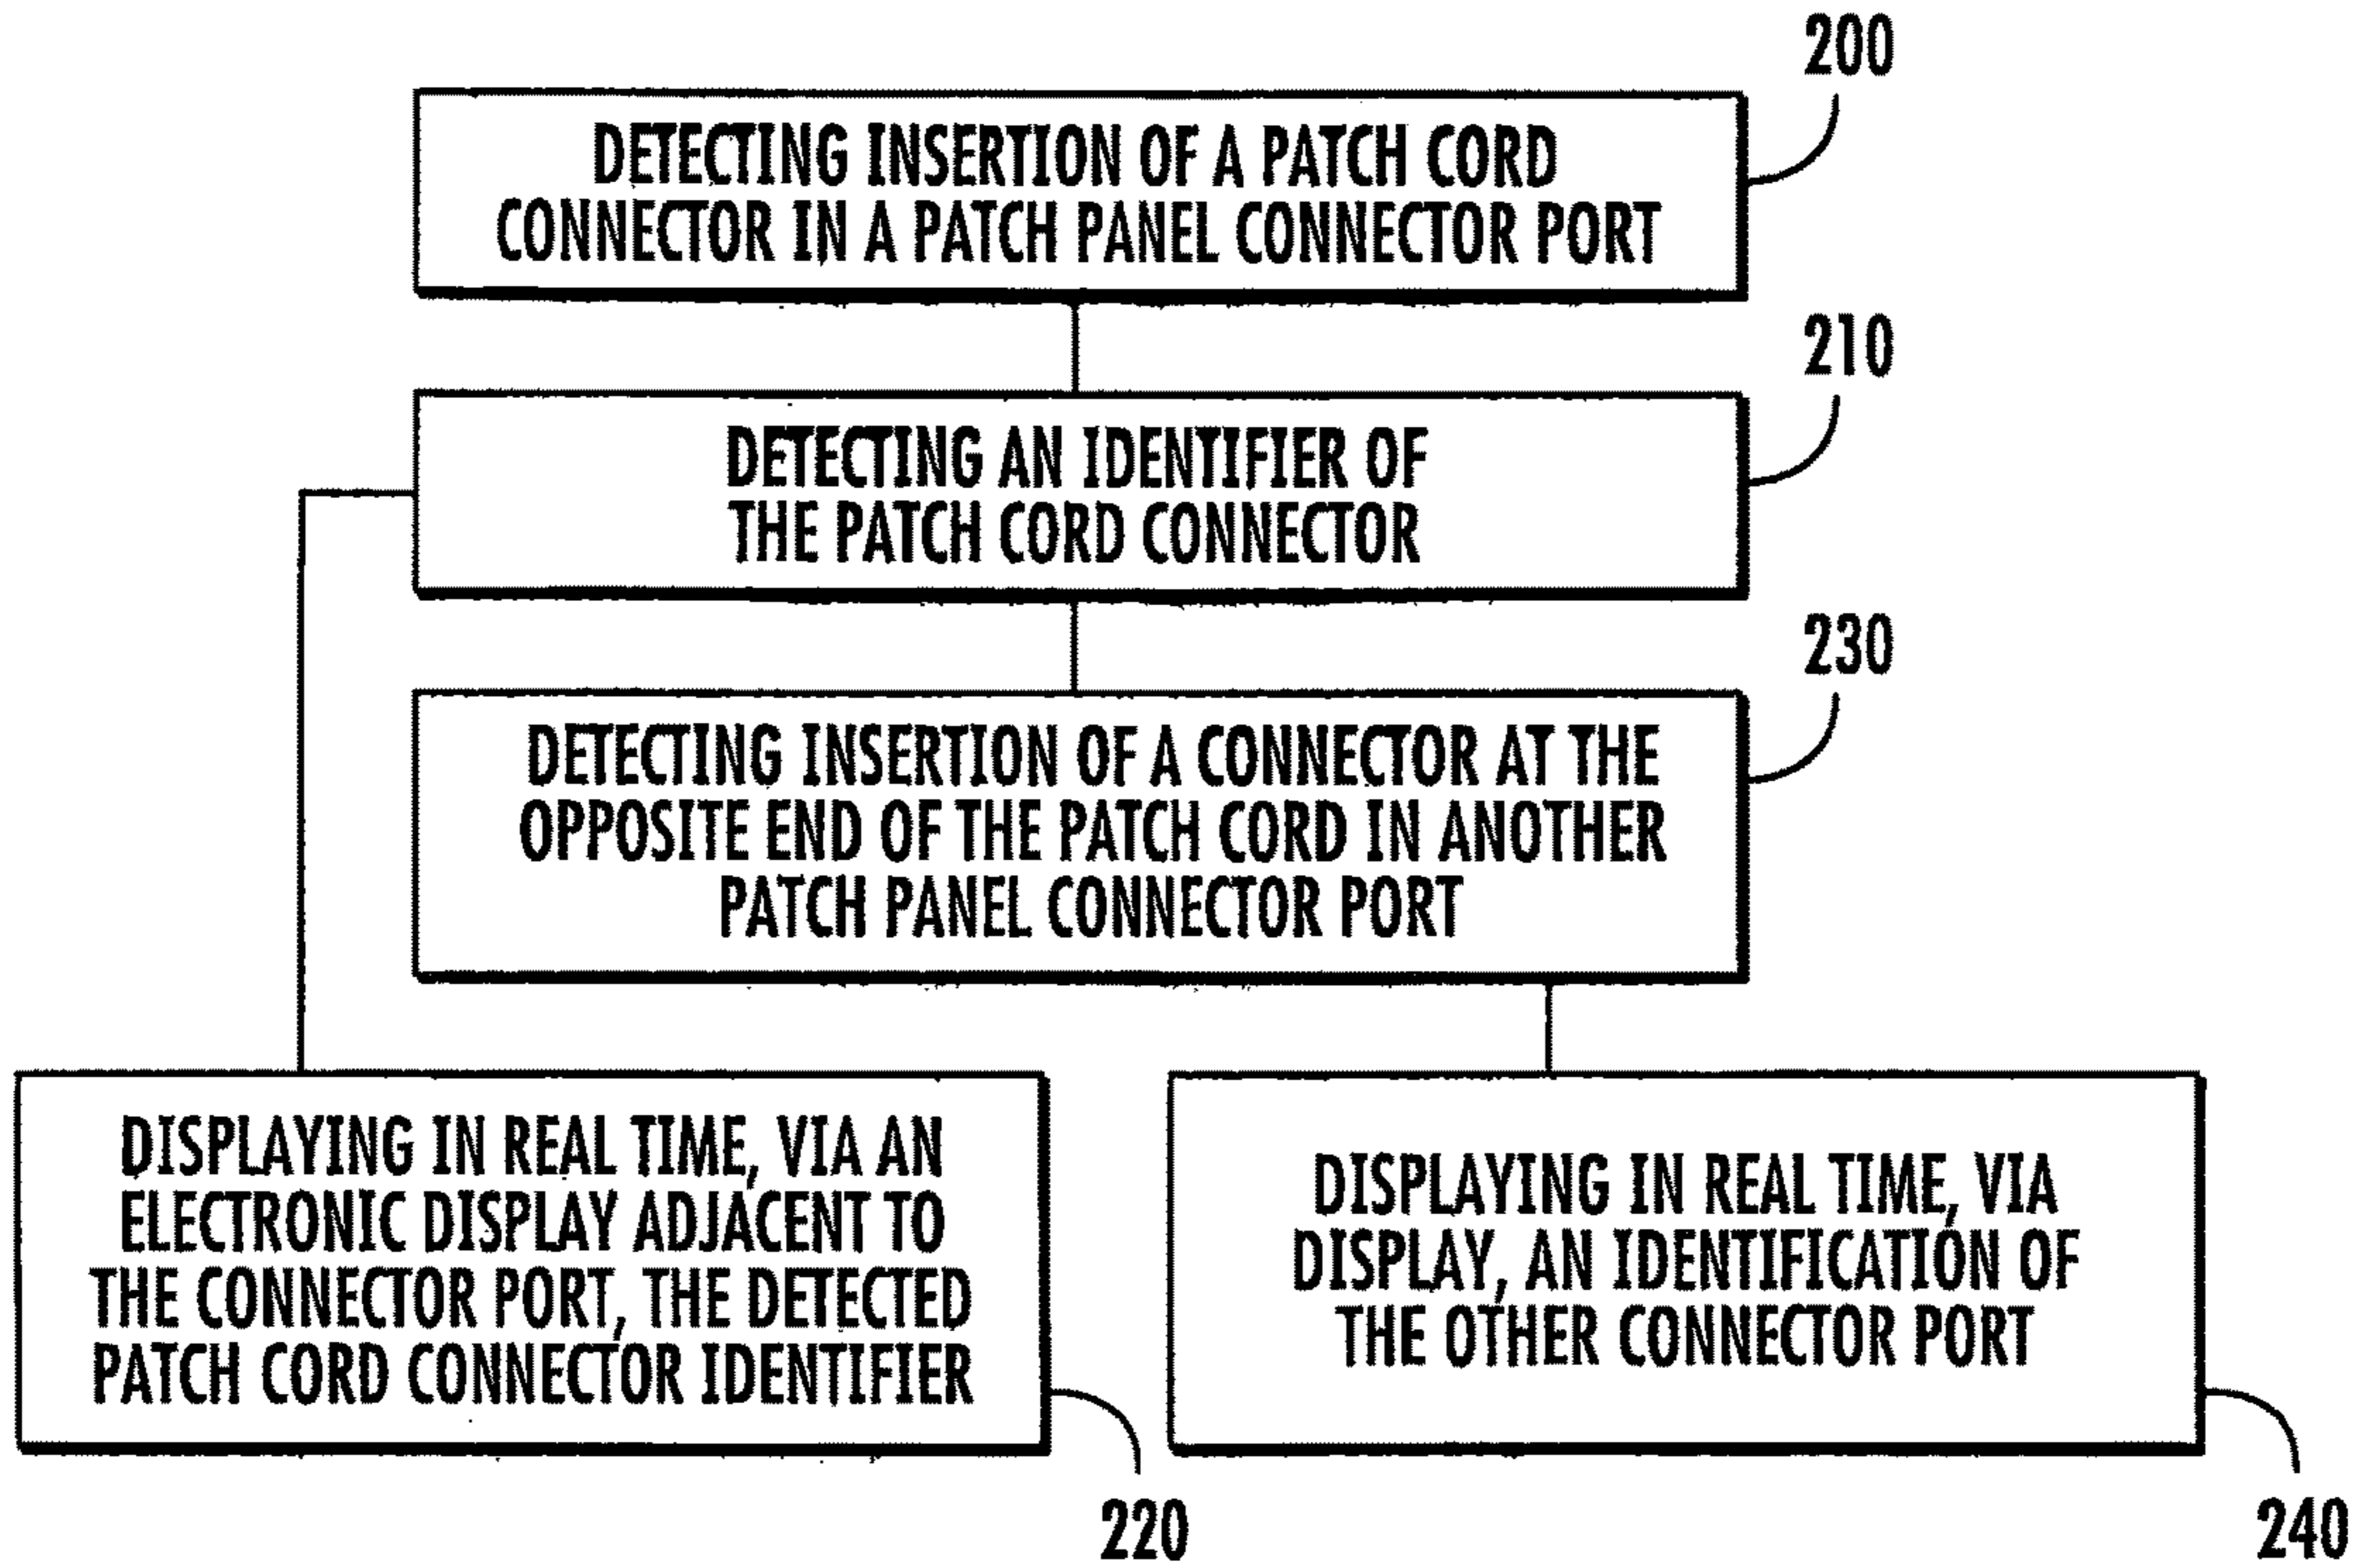 200
DETECTING INSERTION OF A PATCH CORD
CONNECTOR IN A PATCH PANEL CONNECTOR PORT
210
DETECTING AN IDENTIFIER OF
THE PATCH CORD CONNECTOR
230
DETECTING INSERTION OF A CONNECTOR AT THE
OPPOSITE END OF THE PATCH CORD IN ANOTHER
PATCH PANEL CONNECTOR PORT
DISPLAYING IN REAL TIME, VIA AN
ELECTRONIC DISPLAY ADJACENT TO
THE CONNECTOR PORT, THE DETECTED
PATCH CORD CONNECTOR IDENTIFIER
220
DISPLAYING IN REAL TIME, VIA
DISPLAY, AN IDENTIFICATION OF
THE OTHER CONNECTOR PORT
240